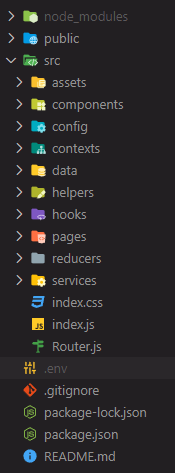 node_modules
public
src
assets
components
config
contexts
data
helpers
hooks
pages
reducers
services
index.css
JS index.js
Router.js
.env
.gitignore
package-lock.json
package.json
README.md